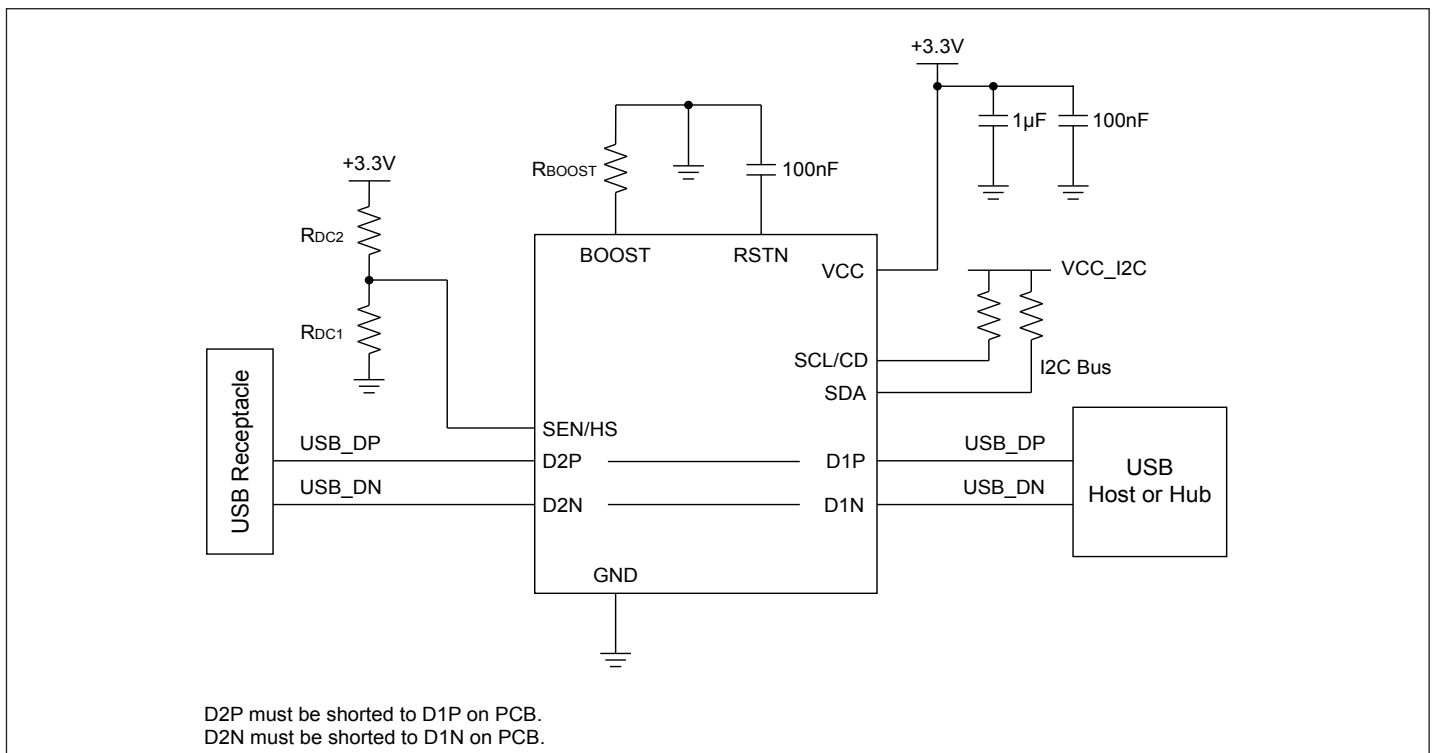 +3.3V
1µF
100nF
RBOOST
100nF
+3.3V
RDC2
RDC1
BOOST
RSTN
VCC
VCC_I2C
SCL/CD
I2C Bus
SDA
USB Receptacle
SEN/HS
USB_DP
D2P
D1P
USB_DP
USB_DN
D2N
D1N
USB_DN
USB
Host or Hub
GND
D2P must be shorted to D1P on PCB.
D2N must be shorted to D1N on PCB.